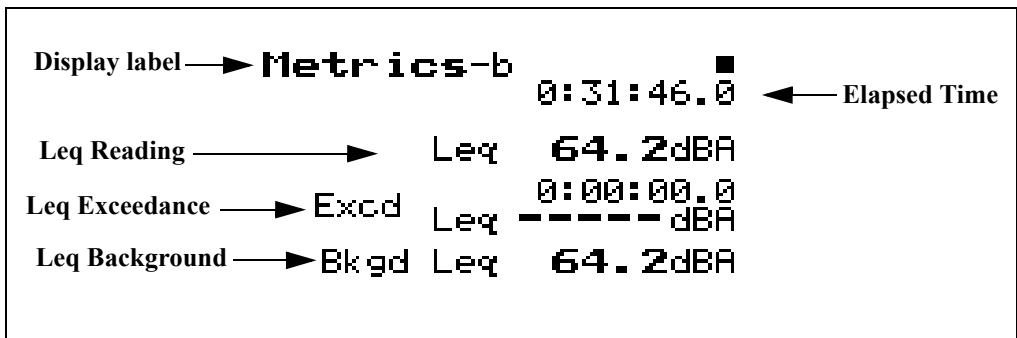 Display label Metrics-b
0:31:46.0 Elapsed Time
Leq Reading Leq 64.2dBA
0:00:00.0
Leq Exceedance Excd Leq -----dBA
Leq Background Bkgd Leq 64.2dBA